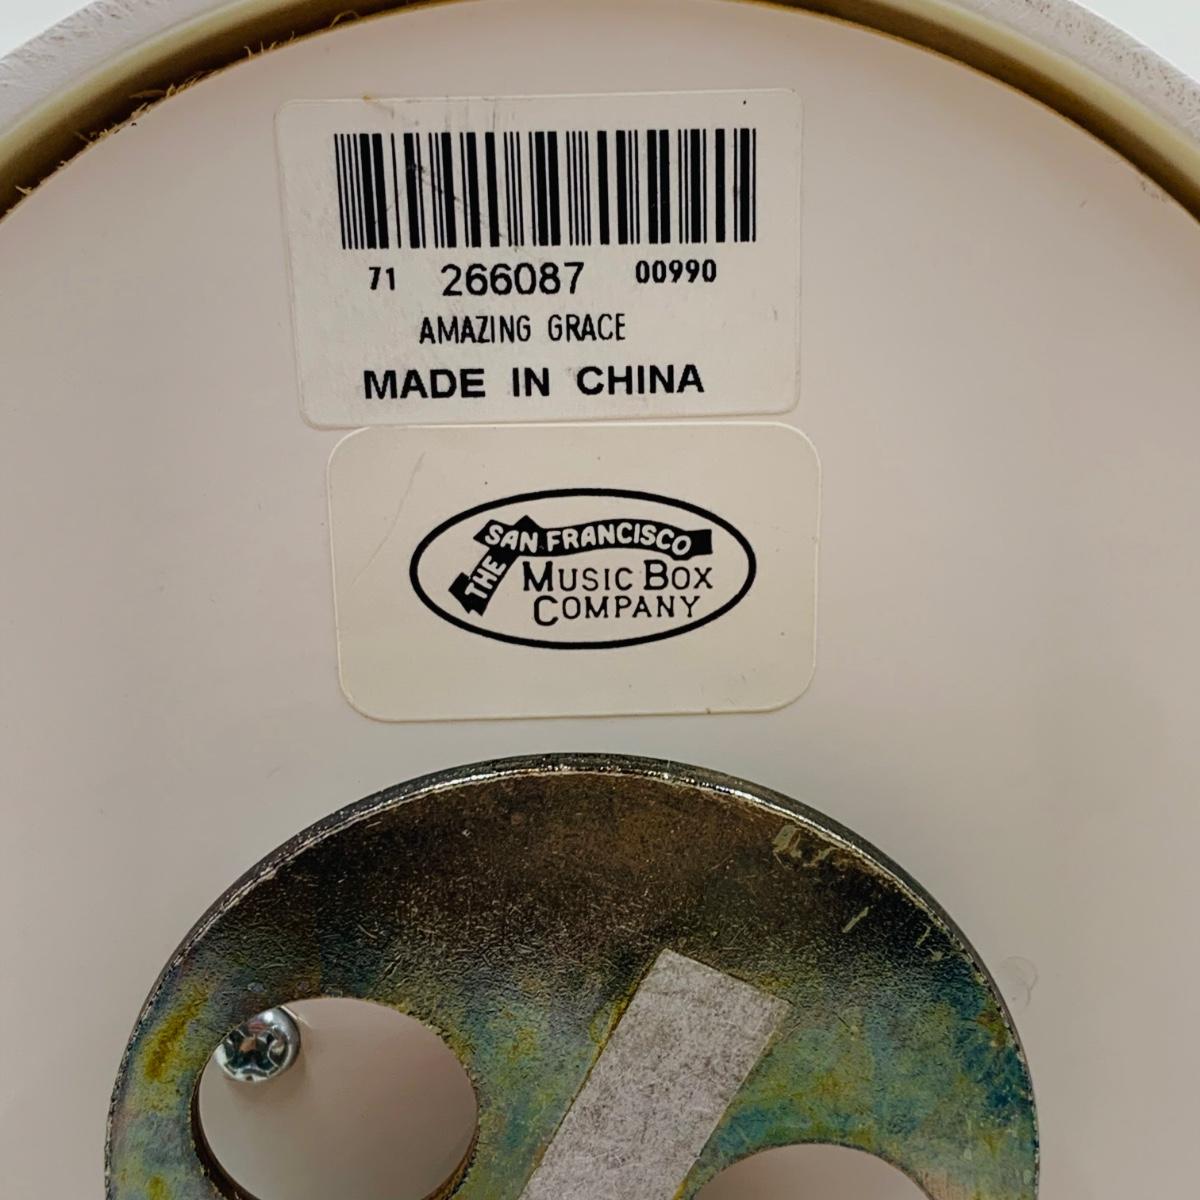 71 266087 00990
AMAZING GRACE
MADE IN CHINA
THE SAN FRANCISCO
MUSIC BOX
COMPANY